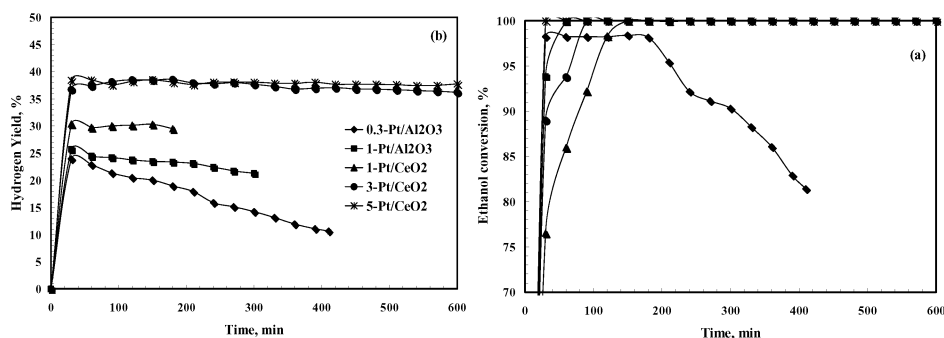 (b)
Hydrogen Yield, %
50
45
40
35
30
25
20
15
10
5
0
0.3-Pt/Al2O3
1-Pt/Al2O3
1-Pt/CeO2
3-Pt/CeO2
5-Pt/CeO2
0 100 200 300 400 500 600
Time, min
(a)
Ethanol conversion, %
100
95
90
85
80
75
70
0 100 200 300 400 500 600
Time, min